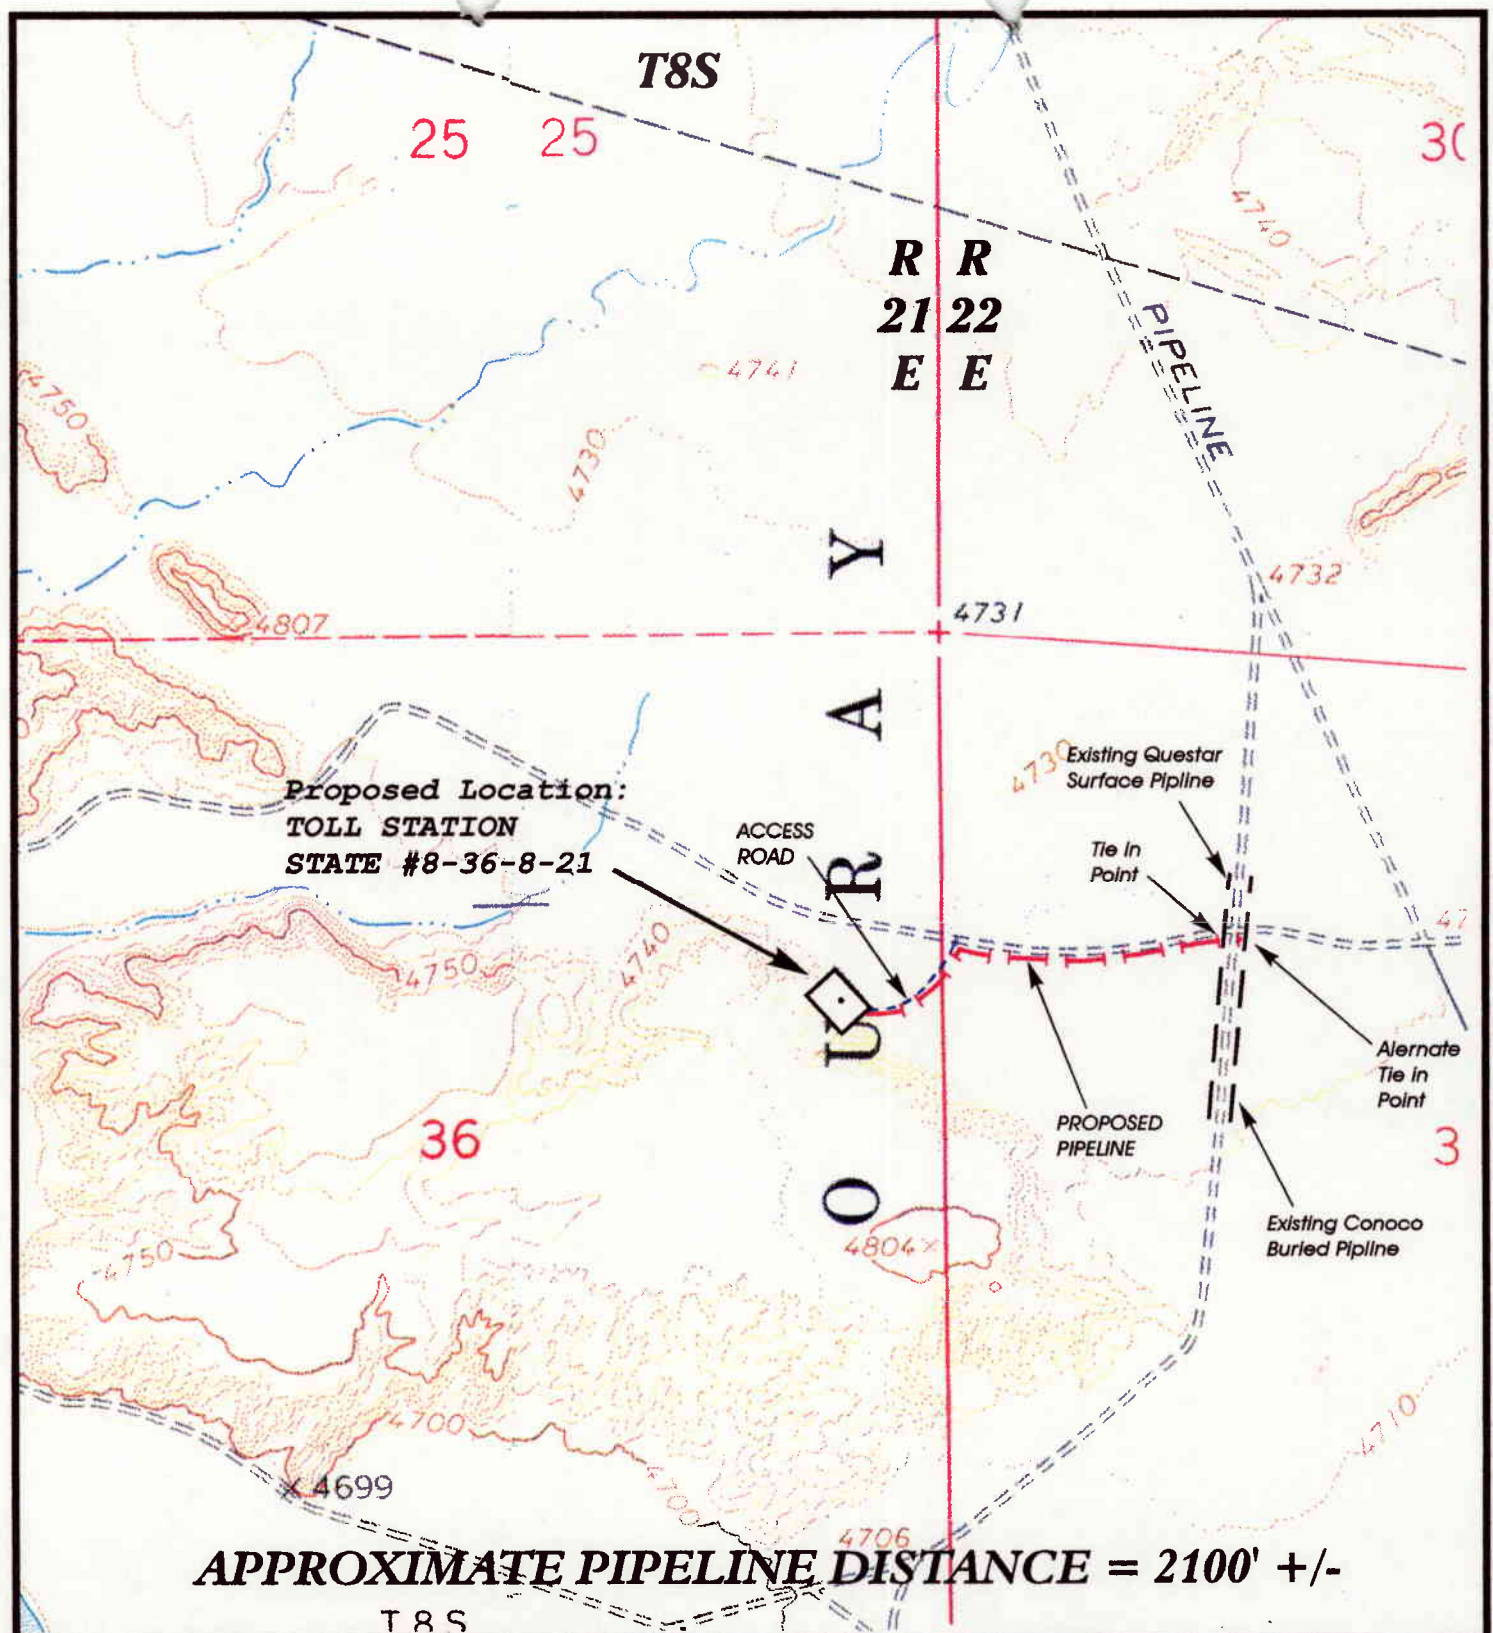 T8S
25 25
30
4740
R R
21 22
E E
PIPELINE
4741
4750
4730
4732
4731
4807
O U R A Y
4730
Existing Questar
Surface Pipline
Proposed Location:
TOLL STATION
STATE #8-36-8-21
ACCESS
ROAD
Tie in
Point
47
4740
4750
Alernate
Tie in
Point
PROPOSED
PIPELINE
36
3
Existing Conoco
Buried Pipline
4804
4750
4710
4700
4699
4700
4706
APPROXIMATE PIPELINE DISTANCE = 2100' +/-
T8S